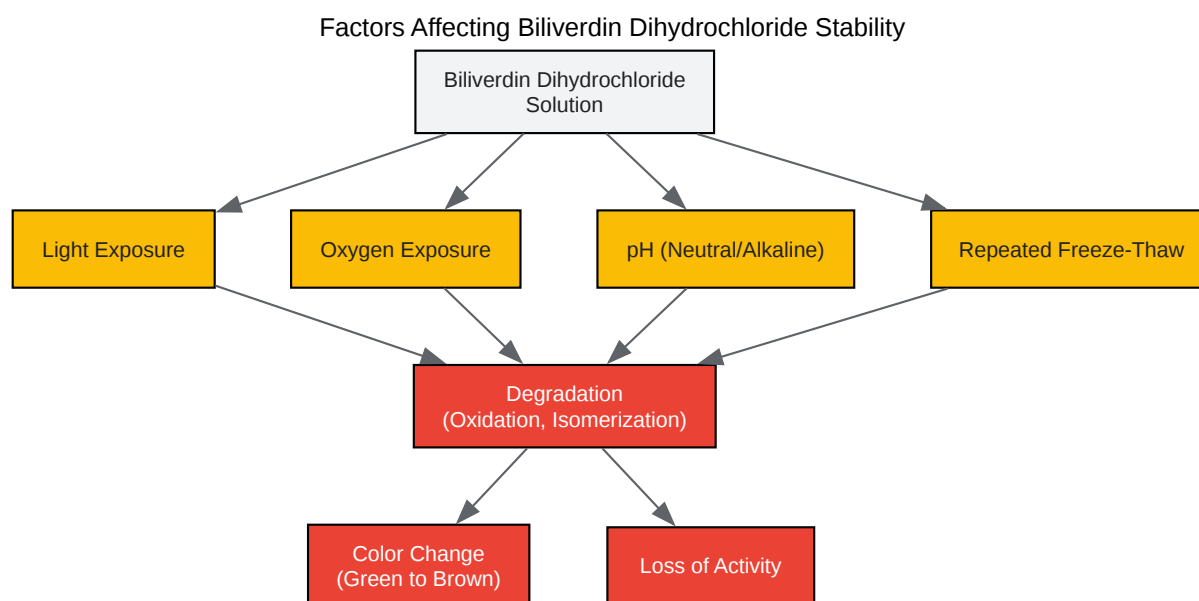 Factors Affecting Biliverdin Dihydrochloride Stability
Biliverdin Dihydrochloride
Solution
Light Exposure
Oxygen Exposure
pH (Neutral/Alkaline)
Repeated Freeze-Thaw
Degradation
(Oxidation, Isomerization)
Color Change
(Green to Brown)
Loss of Activity